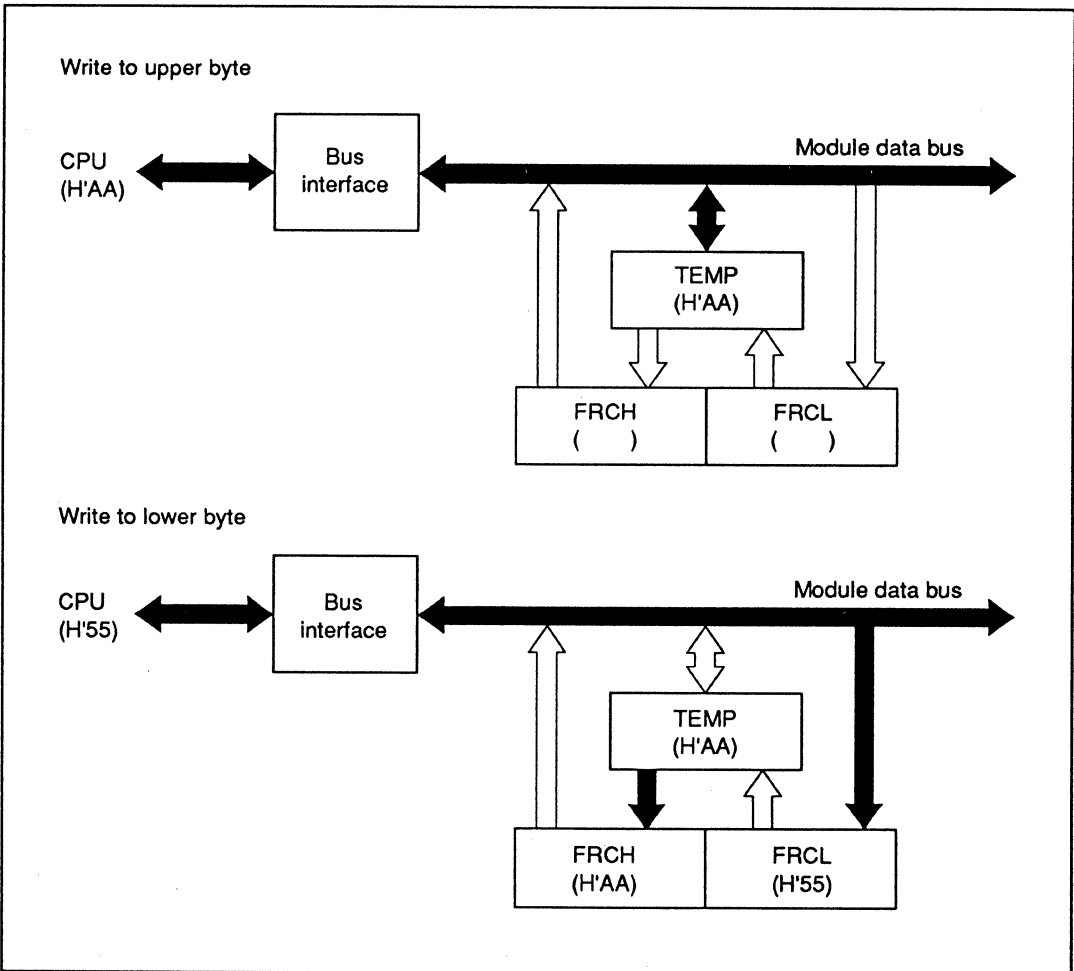 Write to upper byte
CPU
(H'AA)
Bus
interface
Module data bus
TEMP
(H'AA)
FRCH
( )
FRCL
( )
Write to lower byte
CPU
(H'55)
Bus
interface
Module data bus
TEMP
(H'AA)
FRCH
(H'AA)
FRCL
(H'55)